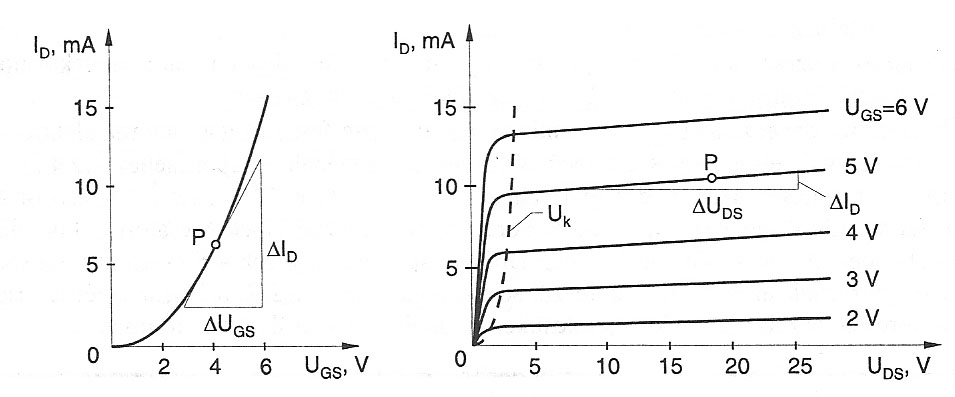 I_D, mA
15
10
5
0
2
4
6
U_GS, V
P
ΔI_D
ΔU_GS
I_D, mA
15
10
5
0
5
10
15
20
25
U_DS, V
U_GS=6 V
5 V
4 V
3 V
2 V
P
U_k
ΔU_DS
ΔI_D